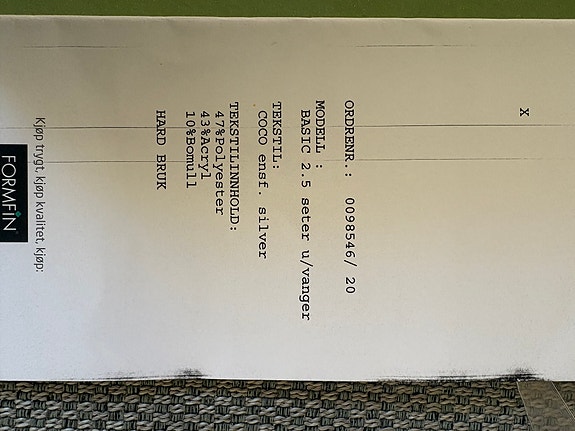 X
ORDRENR.: 0098546/ 20
MODELL :
BASIC 2.5 seter u/vanger
TEKSTIL:
COCO ensf. silver
TEKSTILINNHOLD:
47%Polyester
43%Acryl
10%Bomull
HARD BRUK
Kjøp trygt, kjøp kvalitet, kjøp:
FORMFIN